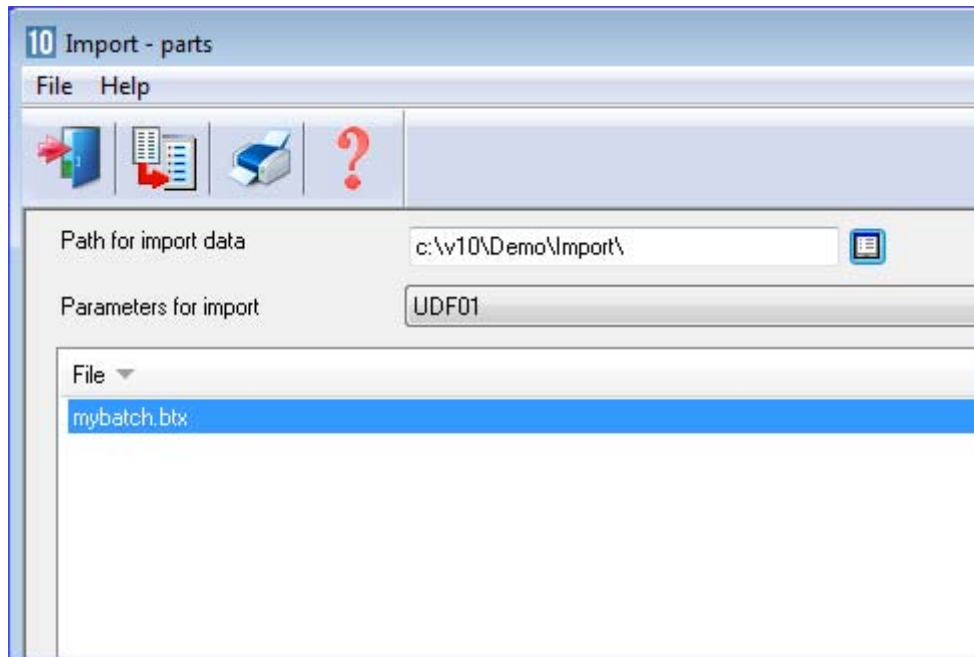 10 Import - parts
File Help
?
Path for import data c:\v10\Demo\Import\
Parameters for import UDF01
File
mybatch.btx